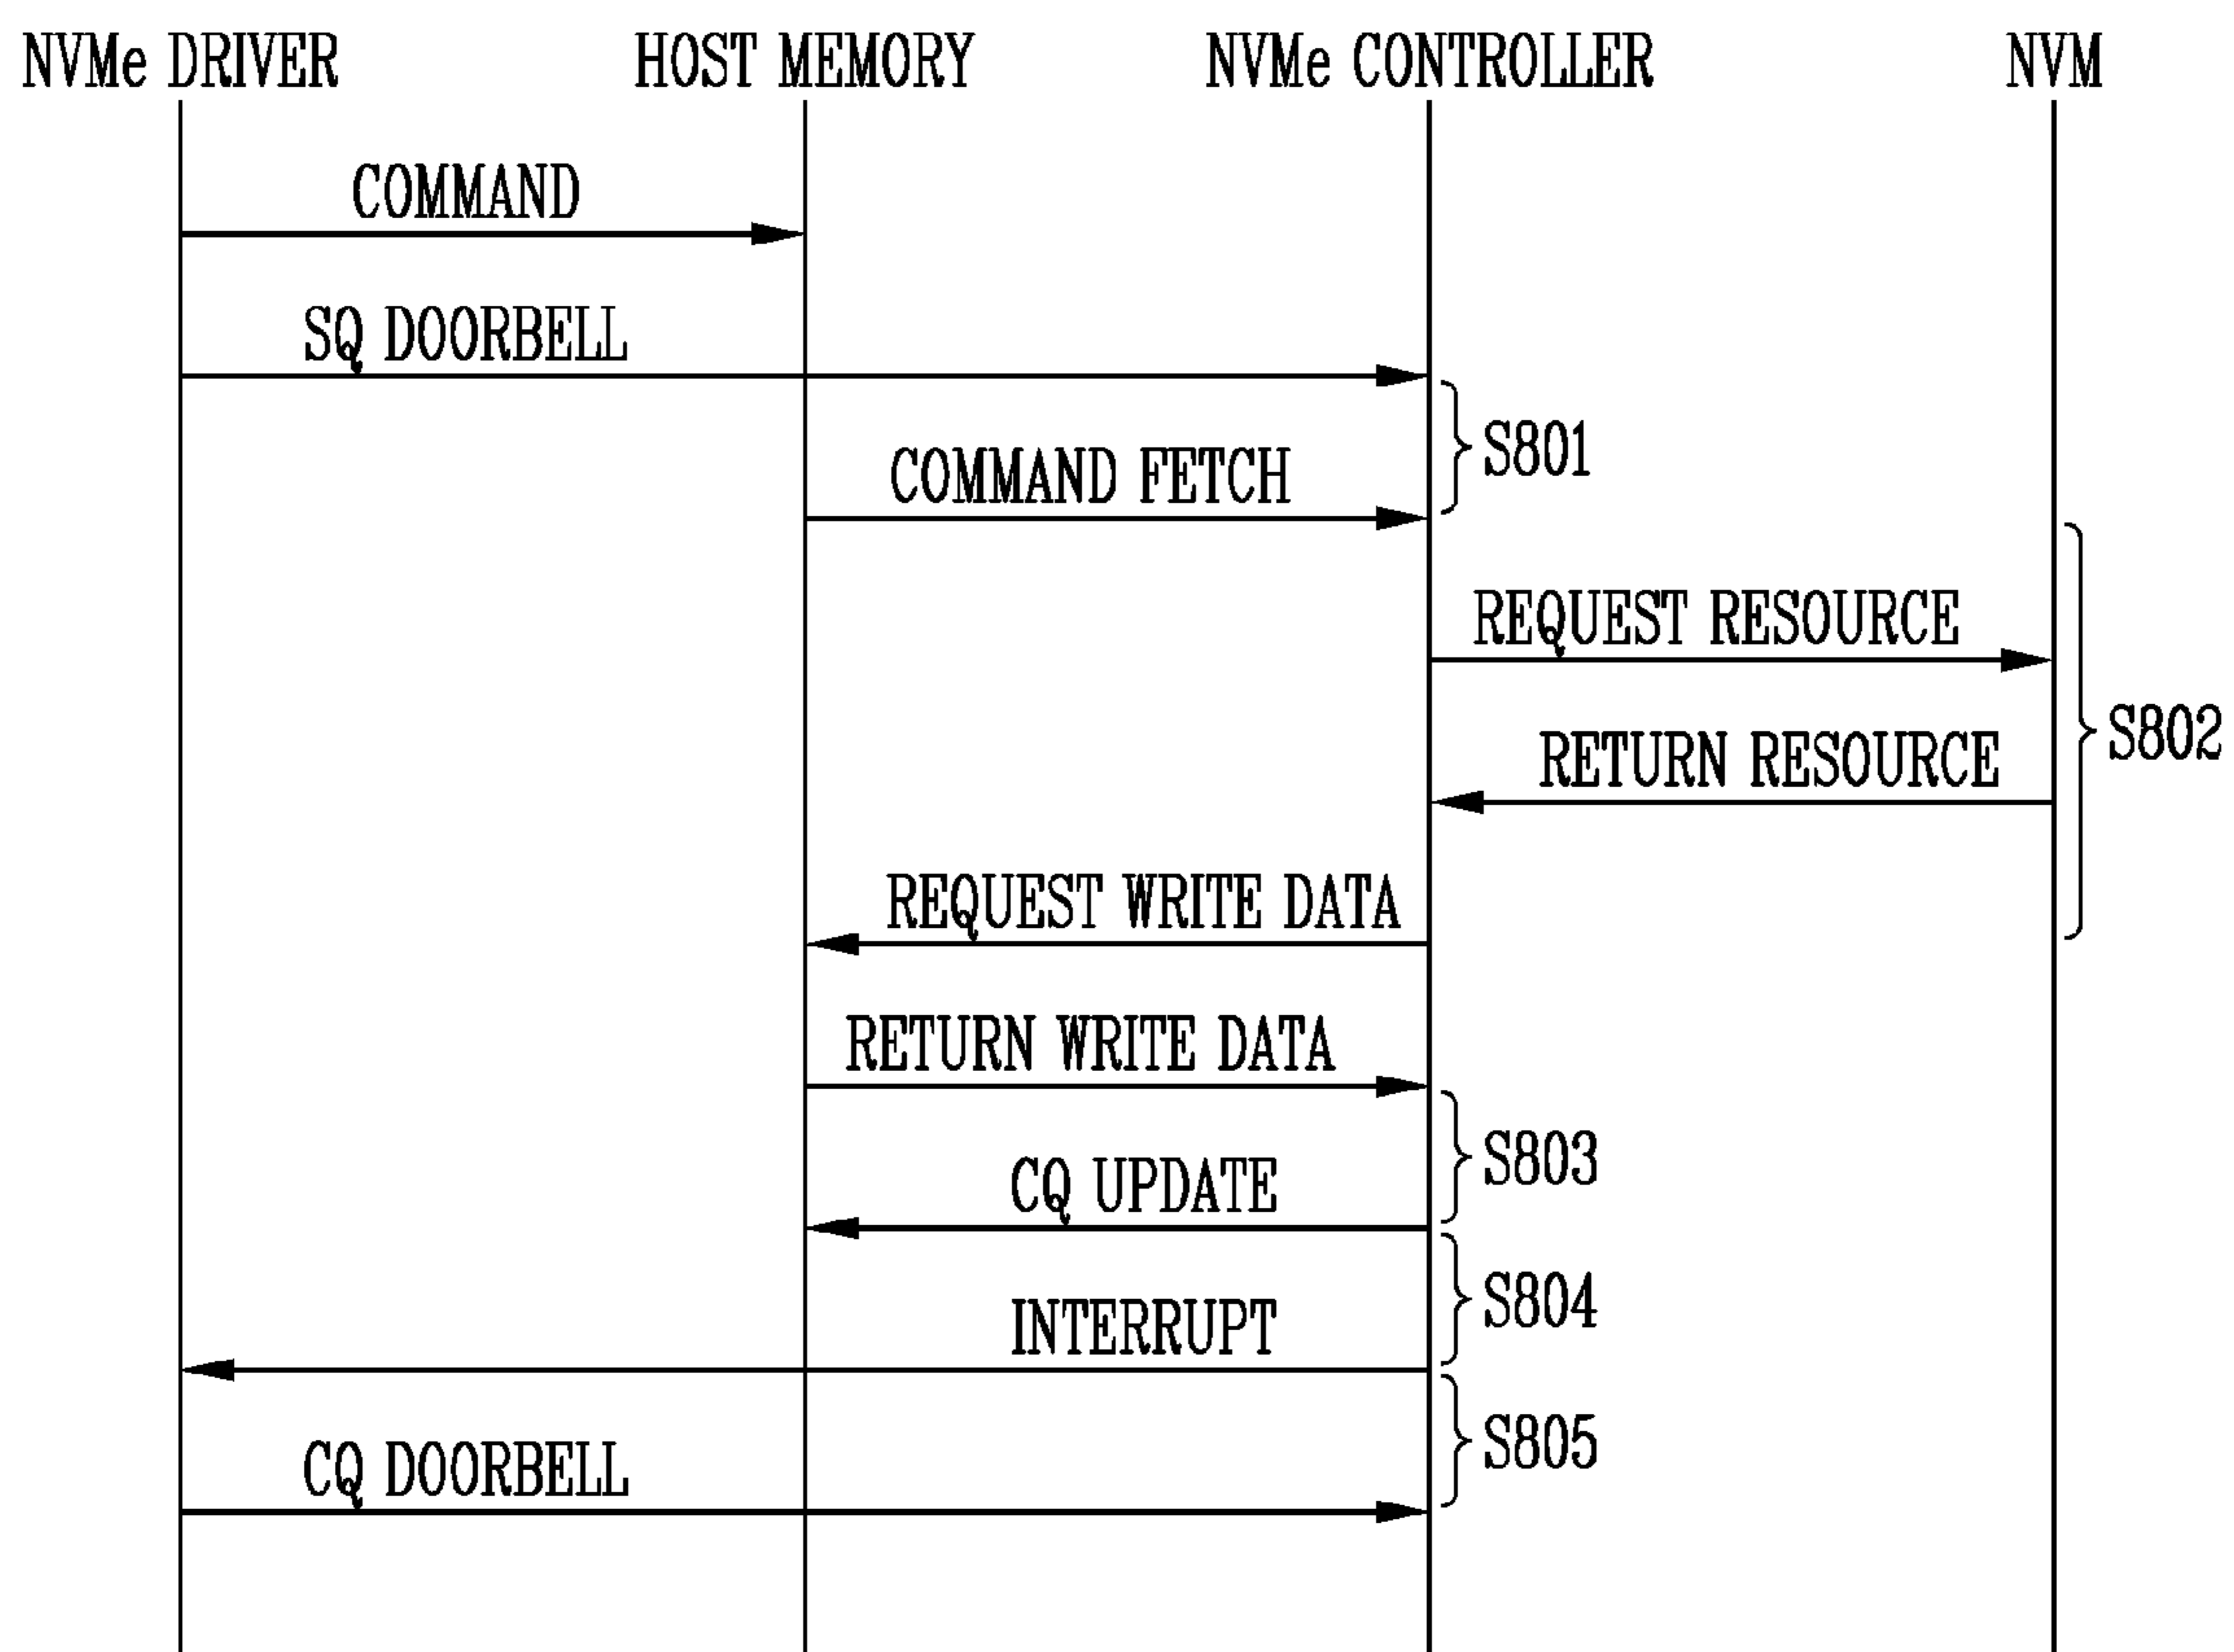 NVMe DRIVER
HOST MEMORY
NVMe CONTROLLER
NVM
COMMAND
SQ DOORBELL
S801
COMMAND FETCH
REQUEST RESOURCE
S802
RETURN RESOURCE
REQUEST WRITE DATA
RETURN WRITE DATA
S803
CQ UPDATE
S804
INTERRUPT
S805
CQ DOORBELL